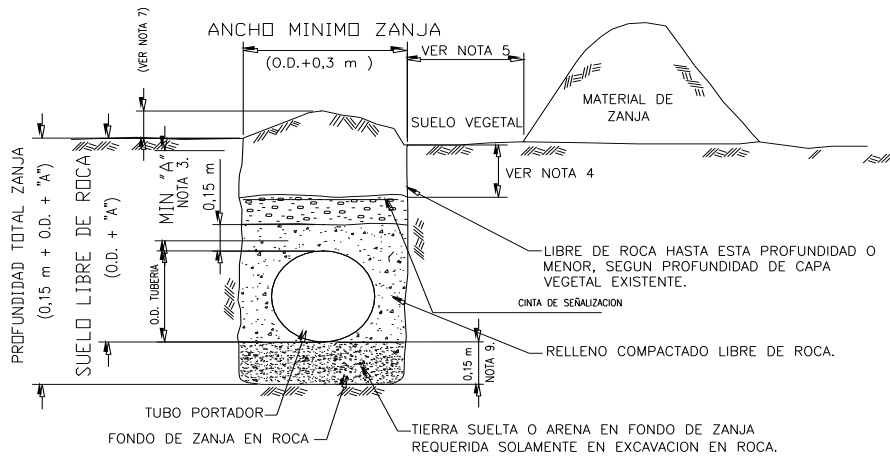 ANCHO MINIMO ZANJA
(O.D.+0,3 m )
(VER NOTA 7)
VER NOTA 5
MATERIAL DE
ZANJA
SUELO VEGETAL
VER NOTA 4
PROFUNDIDAD TOTAL ZANJA
(0,15 m + O.D. + "A")
SUELO LIBRE DE ROCA
(O.D. + "A")
MIN "A"
NOTA 3.
0,15 m
O.D. TUBERIA
LIBRE DE ROCA HASTA ESTA PROFUNDIDAD O
MENOR, SEGUN PROFUNDIDAD DE CAPA
VEGETAL EXISTENTE.
CINTA DE SEÑALIZACION
RELLENO COMPACTADO LIBRE DE ROCA.
0,15 m
NOTA 9.
TUBO PORTADOR
FONDO DE ZANJA EN ROCA
TIERRA SUELTA O ARENA EN FONDO DE ZANJA
REQUERIDA SOLAMENTE EN EXCAVACION EN ROCA.